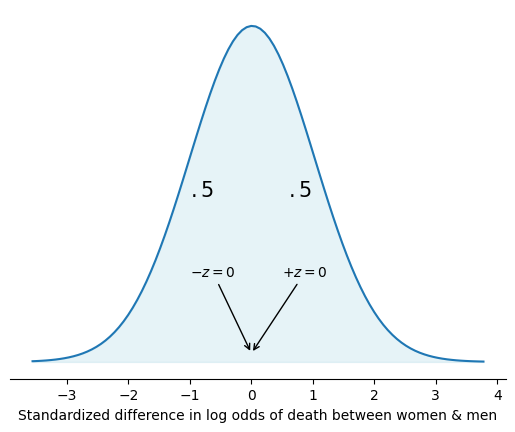 .5 .5
−z = 0 +z = 0
−3 −2 −1 0 1 2 3 4
Standardized difference in log odds of death between women & men